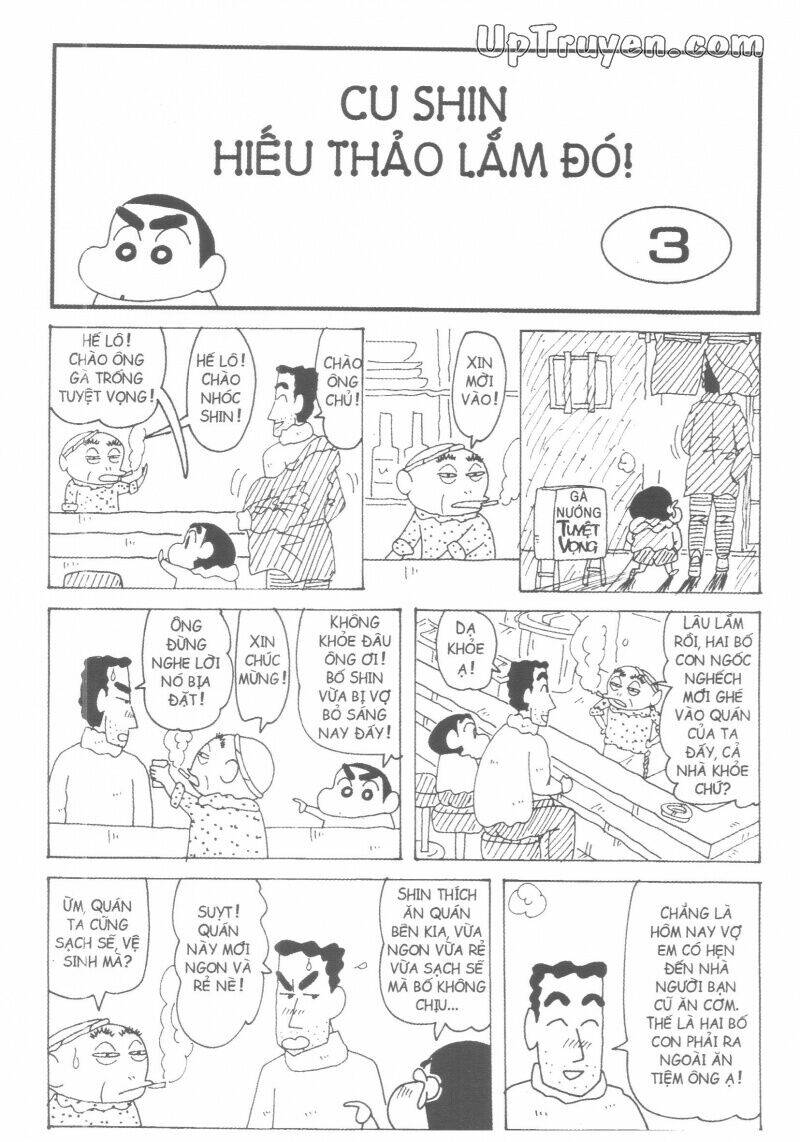 UpTruyen.com
CU SHIN
HIẾU THẢO LẮM ĐÓ!
3
GÀ
NƯỚNG
TUYỆT
VỌNG
XIN
MỜI
VÀO!
CHÀO
ÔNG
CHỦ!
HẾ LÔ!
CHÀO
NHÓC
SHIN!
HẾ LÔ!
CHÀO ÔNG
GÀ TRỐNG
TUYỆT VỌNG!
LÂU LẮM
RỒI, HAI BỐ
CON NGỐC
NGHẾCH
MỚI GHÉ
VÀO QUÁN
CỦA TA
ĐẤY, CẢ
NHÀ KHỎE
CHỨ?
DẠ
KHỎE
Ạ!
KHÔNG
KHỎE ĐÂU
ÔNG ƠI!
BỐ SHIN
VỪA BỊ VỢ
BỎ SÁNG
NAY ĐẤY!
XIN
CHÚC
MỪNG!
ÔNG
ĐỪNG
NGHE LỜI
NÓ BỊA
ĐẶT!
CHẲNG LÀ
HÔM NAY VỢ
EM CÓ HẸN
ĐẾN NHÀ
NGƯỜI BẠN
CŨ ĂN CƠM.
THẾ LÀ HAI BỐ
CON PHẢI RA
NGOÀI ĂN
TIỆM ÔNG Ạ!
SHIN THÍCH
ĂN QUÁN
BÊN KIA, VỪA
NGON VỪA RẺ
VỪA SẠCH SẼ
MÀ BỐ KHÔNG
CHỊU...
SUYT!
QUÁN
NÀY MỚI
NGON VÀ
RẺ NÈ!
ỪM, QUÁN
TA CŨNG
SẠCH SẼ, VỆ
SINH MÀ?